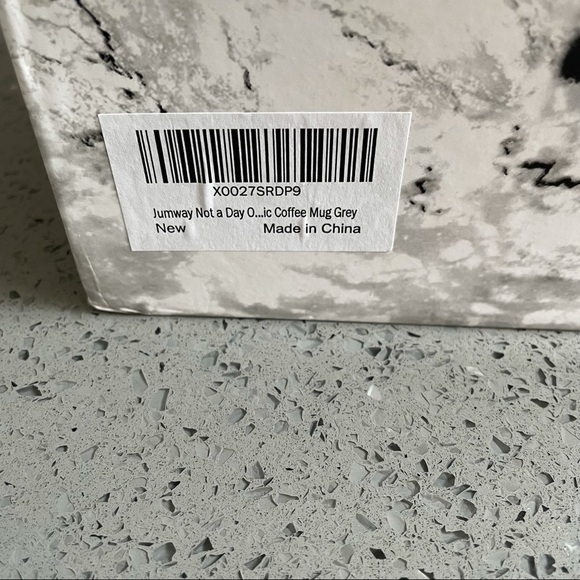 X0027SRDP9
Jumway Not a Day O...ic Coffee Mug Grey
New Made in China